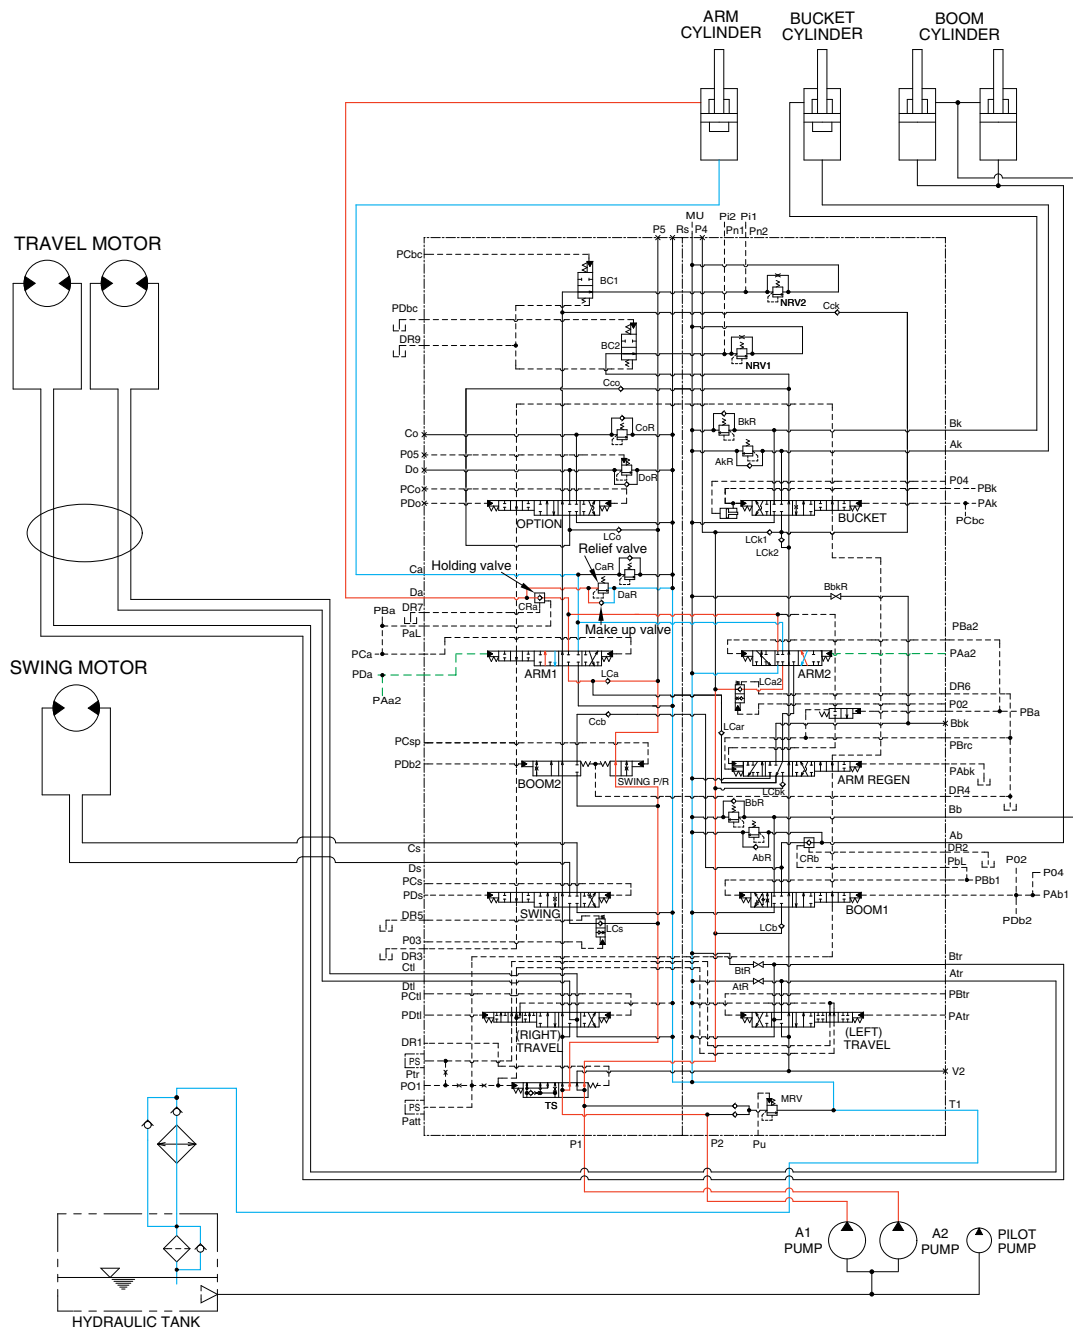 ARM
CYLINDER
BUCKET
CYLINDER
BOOM
CYLINDER
TRAVEL MOTOR
SWING MOTOR
MU
Pi2
Pi1
P5
Rs
P4
Pn1
Pn2
PCbc
BC1
NRV2
Cck
PDbc
DR9
BC2
NRV1
Cco
Co
CoR
BkR
Bk
P05
Ak
Do
DoR
AkR
PCo
P04
PBk
PDo
PAk
OPTION
BUCKET
PCbc
LCo
LCk1
LCk2
Relief valve
Holding valve
Ca
CaR
Da
DaR
BbkR
PBa
DR7
CRa
PaL
Make up valve
PBa2
PCa
PDa
ARM1
ARM2
PAa2
PAa2
LCa
LCa2
DR6
P02
PBa
Ccb
LCar
Bbk
PCsp
PBrc
PDb2
BOOM2
SWING P/R
ARM REGEN
PAbk
LCbk
DR4
BbR
Bb
Ab
Cs
AbR
CRb
DR2
Ds
PbL
P02
P04
PCs
PBb1
PDs
PAb1
SWING
BOOM1
DR5
LCs
LCb
PDb2
P03
DR3
Ctl
BtR
Btr
Dtl
AtR
Atr
PCtl
PBtr
PDtl
PAtr
(RIGHT)
TRAVEL
(LEFT)
TRAVEL
DR1
PS
Ptr
V2
PO1
TS
MRV
PS
T1
Patt
P1
P2
Pu
A1
PUMP
A2
PUMP
PILOT
PUMP
HYDRAULIC TANK